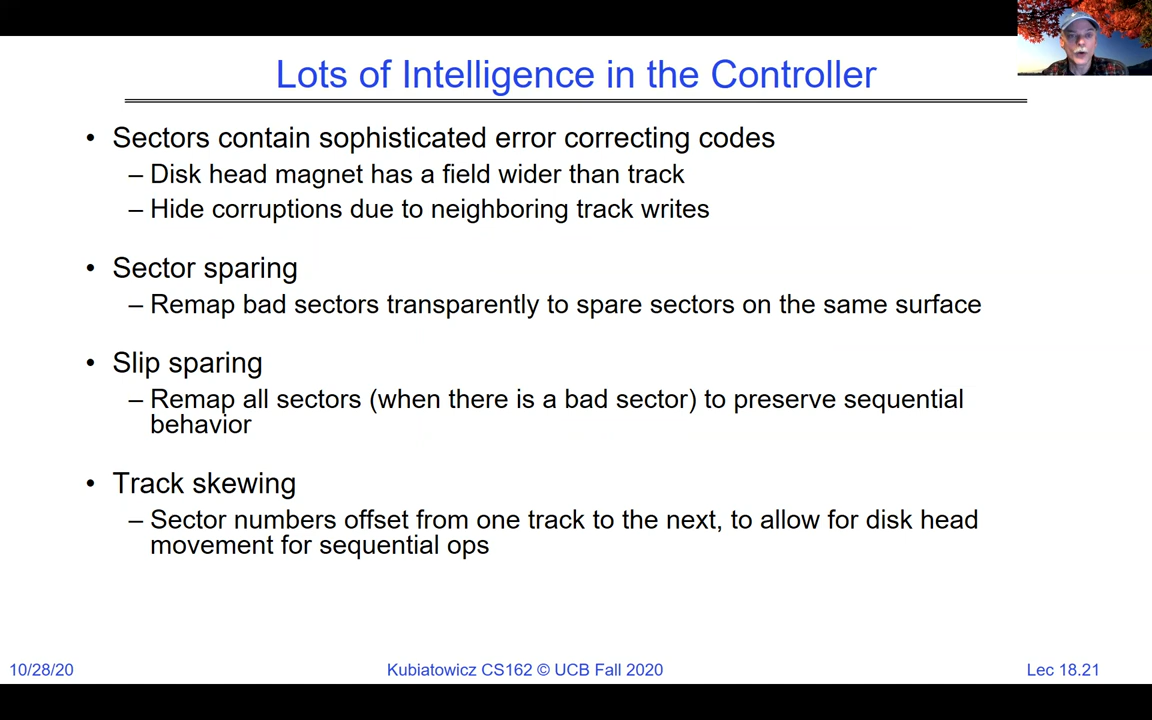 Lots of Intelligence in the Controller
• Sectors contain sophisticated error correcting codes
– Disk head magnet has a field wider than track
– Hide corruptions due to neighboring track writes
• Sector sparing
– Remap bad sectors transparently to spare sectors on the same surface
• Slip sparing
– Remap all sectors (when there is a bad sector) to preserve sequential
behavior
• Track skewing
– Sector numbers offset from one track to the next, to allow for disk head
movement for sequential ops
10/28/20 Kubiatowicz CS162 © UCB Fall 2020 Lec 18.21